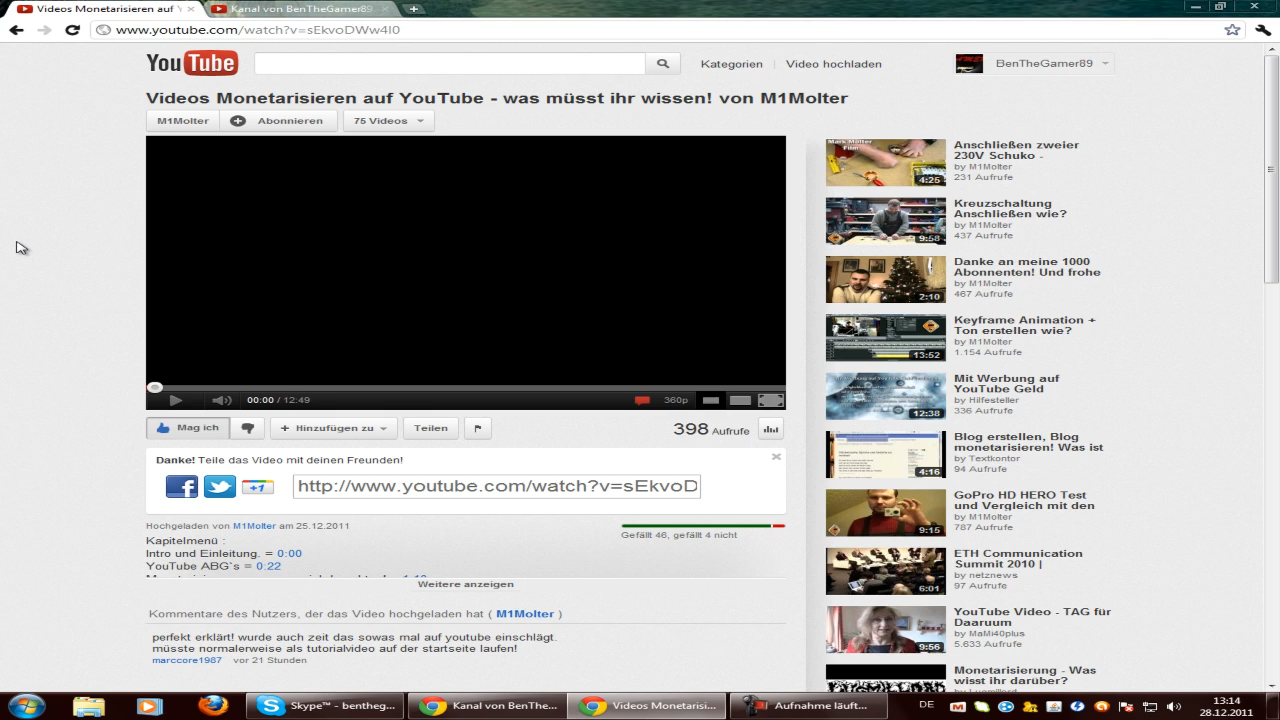 Videos Monetarisieren auf Y
Kanal von BenTheGamer89
www.youtube.com/watch?v=sEkvoDWw4I0
YouTube
Kategorien
Video hochladen
BenTheGamer89
Videos Monetarisieren auf YouTube - was müsst ihr wissen! von M1Molter
M1Molter
Abonnieren
75 Videos
00:00 / 12:49
360p
Mag ich
Hinzufügen zu
Teilen
398 Aufrufe
Danke! Teile das Video mit deinen Freunden!
+1
http://www.youtube.com/watch?v=sEkvoD
Hochgeladen von M1Molter am 25.12.2011
Gefällt 46, gefällt 4 nicht
Kapitelmenü :
Intro und Einleitung. = 0:00
YouTube ABG`s = 0:22
Weitere anzeigen
Kommentare des Nutzers, der das Video hochgeladen hat ( M1Molter )
perfekt erklärt! wurde auch zeit das sowas mal auf youtube einschlägt.
müsste normalerweise als tutorialvideo auf der startseite laufen!
marccore1987 vor 21 Stunden
Mark Molter
Film
4:25
Anschließen zweier
230V Schuko -
by M1Molter
231 Aufrufe
9:58
Kreuzschaltung
Anschließen wie?
by M1Molter
437 Aufrufe
2:10
Danke an meine 1000
Abonnenten! Und frohe
by M1Molter
467 Aufrufe
13:52
Keyframe Animation +
Ton erstellen wie?
by M1Molter
1.154 Aufrufe
12:38
Mit Werbung auf
YouTube Geld
by Hilfesteller
336 Aufrufe
4:16
Blog erstellen, Blog
monetarisieren! Was ist
by Textkontor
94 Aufrufe
9:15
GoPro HD HERO Test
und Vergleich mit den
by M1Molter
787 Aufrufe
6:01
ETH Communication
Summit 2010 |
by netznews
97 Aufrufe
9:56
YouTube Video - TAG für
Daaruum
by MaMi40plus
5.633 Aufrufe
Monetarisierung - Was
wisst ihr darüber?
Skype™ - bentheg...
Kanal von BenThe...
Videos Monetarisi...
Aufnahme läuft...
DE
13:14
28.12.2011